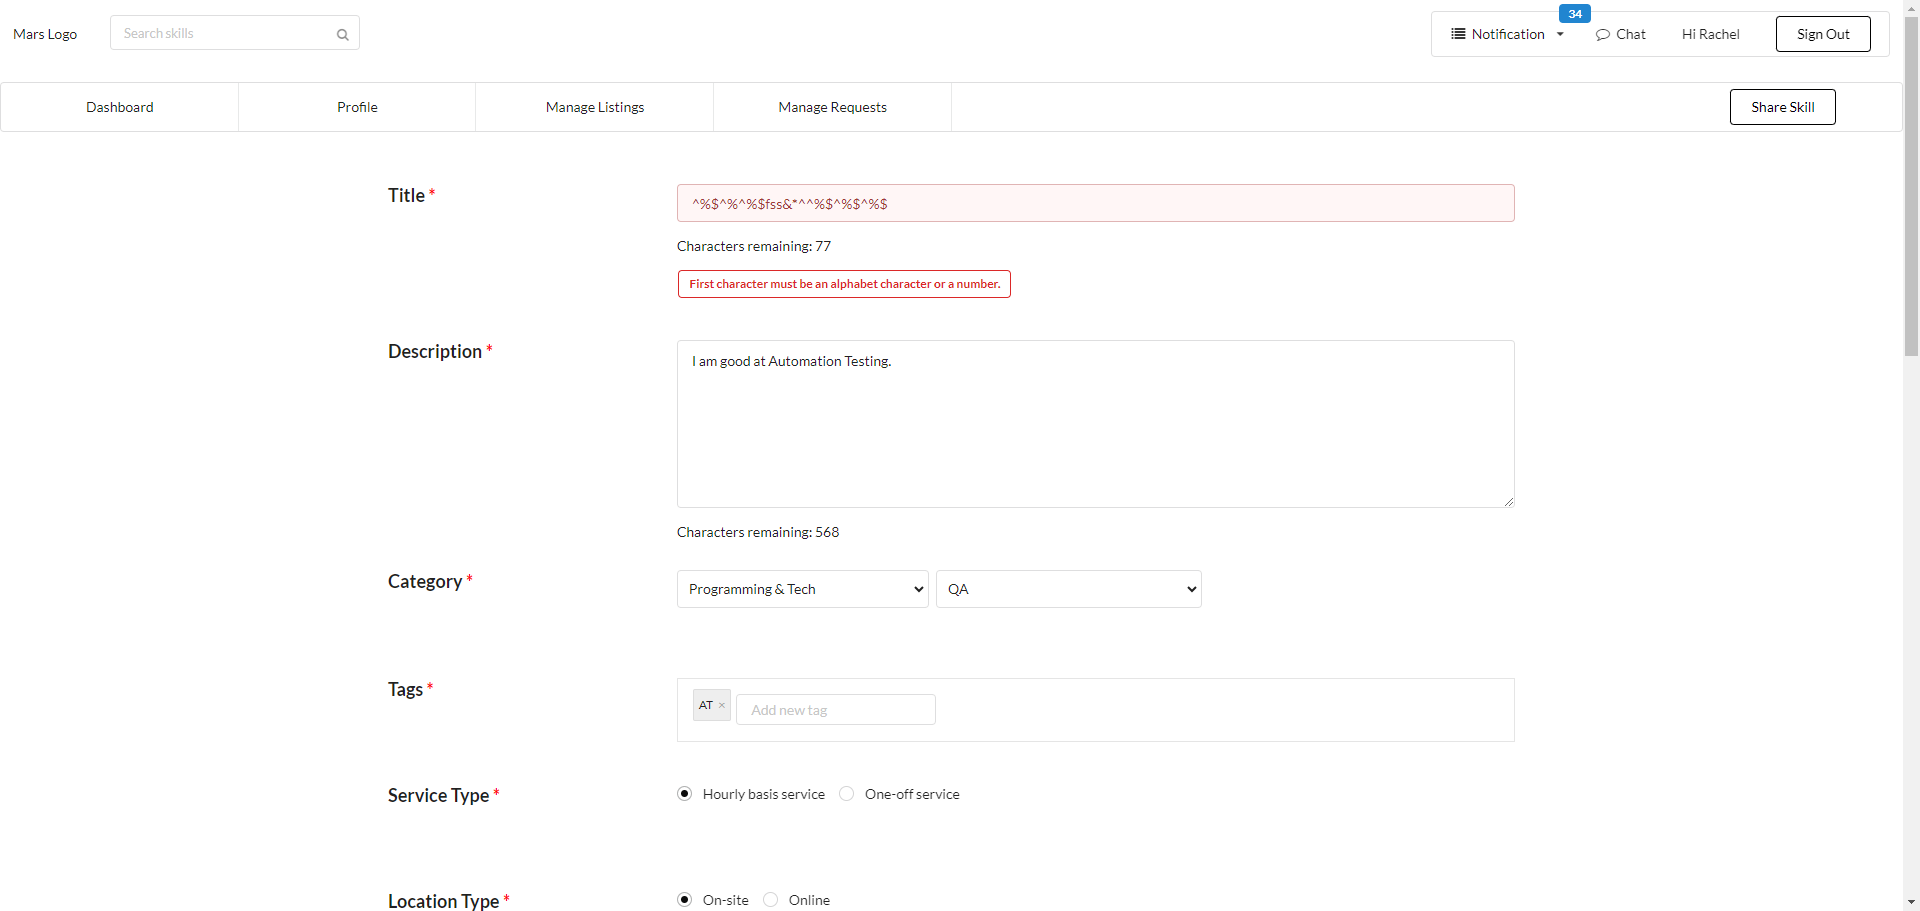 Mars Logo
Search skills
34
Notification
Chat
Hi Rachel
Sign Out
Dashboard
Profile
Manage Listings
Manage Requests
Share Skill
Title *
^%$^%^%$fss&*^^%$^%$^%$
Characters remaining: 77
First character must be an alphabet character or a number.
Description *
I am good at Automation Testing.
Characters remaining: 568
Category *
Programming & Tech
QA
Tags *
AT ×
Add new tag
Service Type *
Hourly basis service
One-off service
Location Type *
On-site
Online